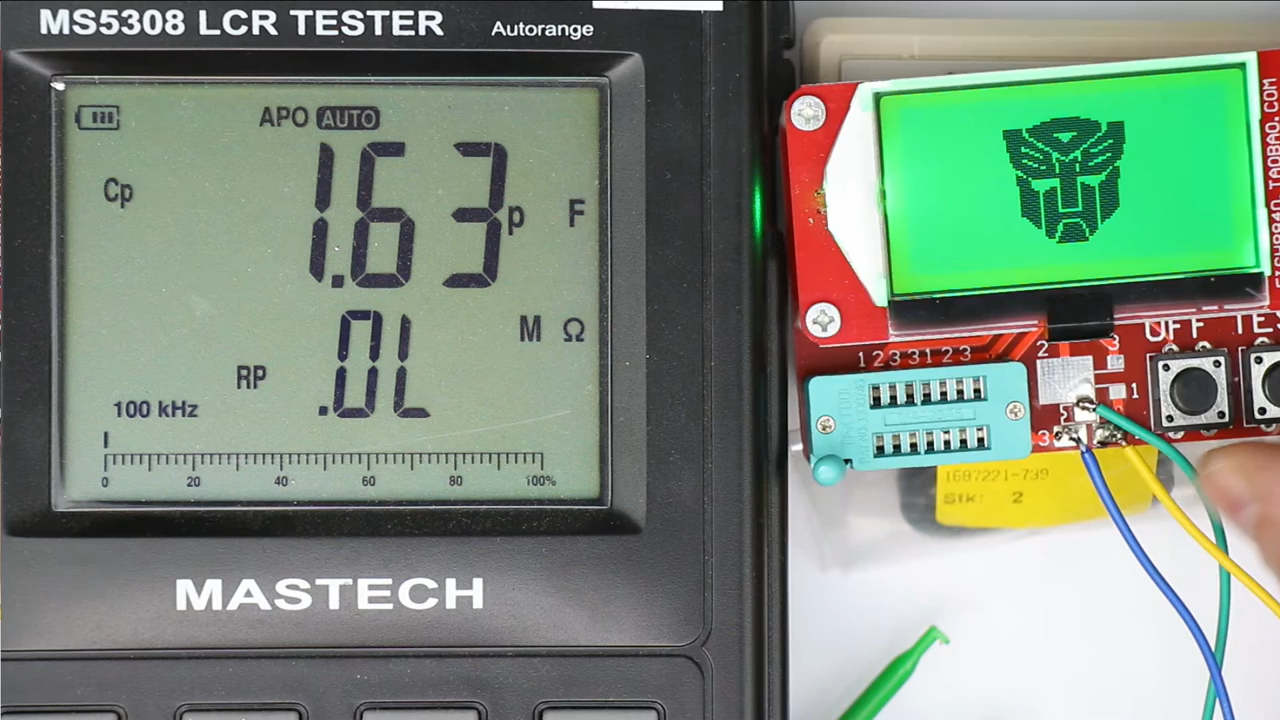 MS5308 LCR TESTER
Autorange
APO AUTO
Cp
1.63 p F
.0L M Ω
RP
100 kHz
0 20 40 60 80 100%
MASTECH
1 2 3 3 1 2 3
2 3
1
3
OFF TE
1687221-739
Stk: 2